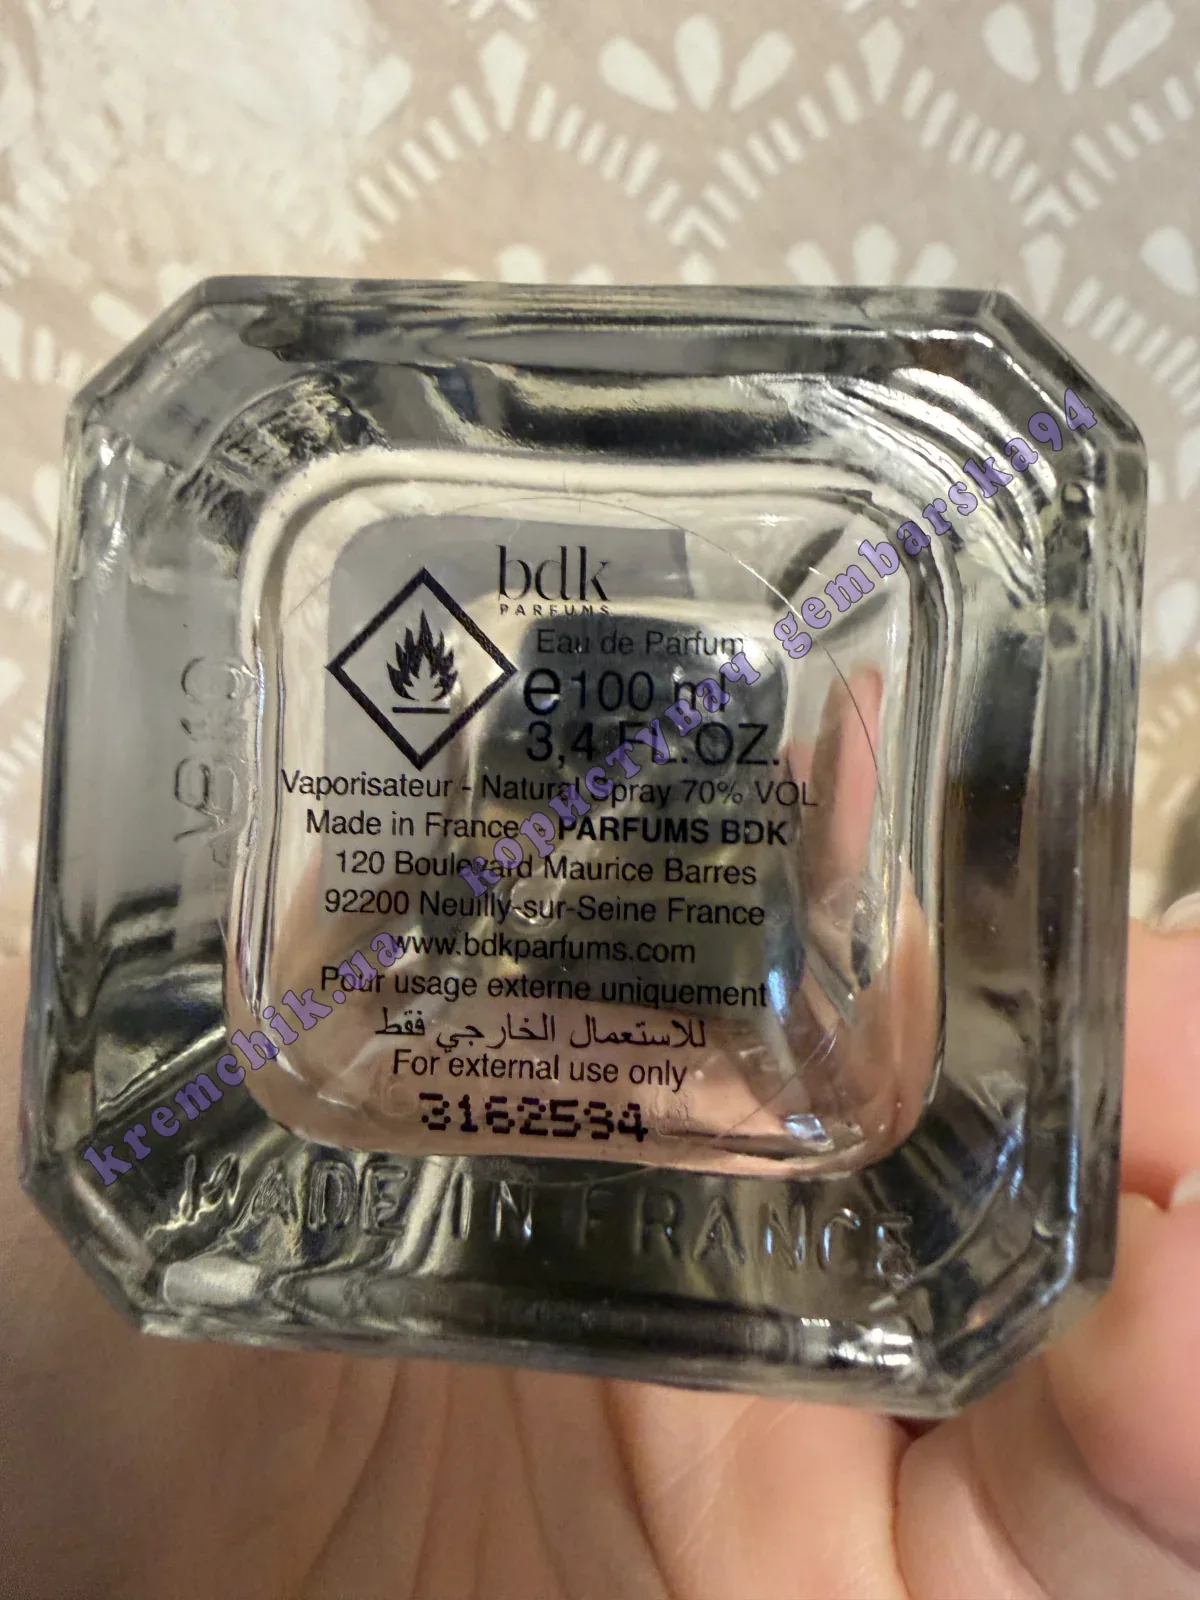 bdk
PARFUMS
Eau de Parfum
e 100 ml
3,4 FL.OZ.
Vaporisateur - Natural Spray 70% VOL
Made in France - PARFUMS BDK
120 Boulevard Maurice Barres
92200 Neuilly-sur-Seine France
www.bdkparfums.com
Pour usage externe uniquement
للاستعمال الخارجي فقط
For external use only
3162594
MADE IN FRANCE
kremchik.ua користувач gembarska94